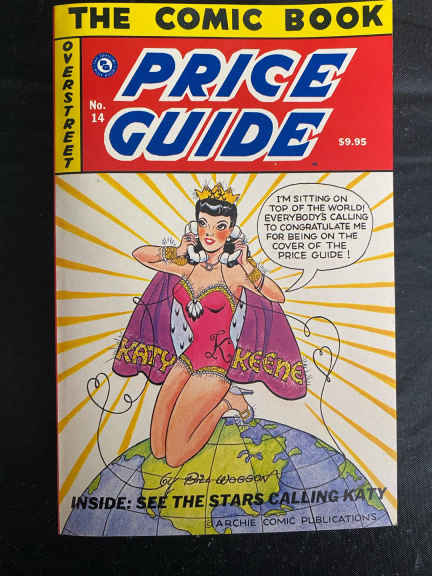 THE COMIC BOOK
OVERSTREET
PRICE
GUIDE
No.
14
$9.95
I'M SITTING ON
TOP OF THE WORLD!
EVERYBODY'S CALLING
TO CONGRATULATE ME
FOR BEING ON THE
COVER OF THE
PRICE GUIDE!
K.
KATY KEENE
by BILL WOGGON
INSIDE: SEE THE STARS CALLING KATY
© ARCHIE COMIC PUBLICATIONS